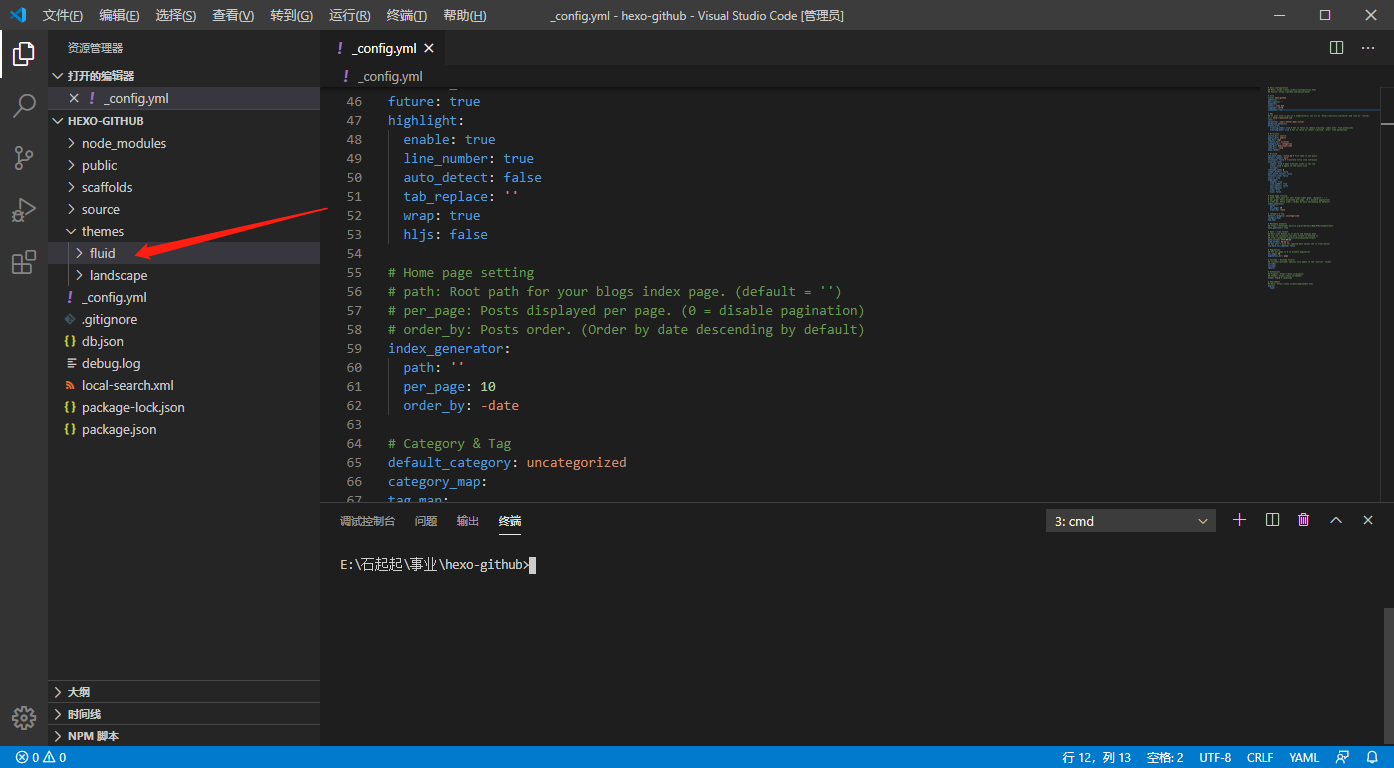 文件(F) 编辑(E) 选择(S) 查看(V) 转到(G) 运行(R) 终端(T) 帮助(H) _config.yml - hexo-github - Visual Studio Code [管理员]
资源管理器
打开的编辑器
! _config.yml
HEXO-GITHUB
node_modules
public
scaffolds
source
themes
fluid
landscape
! _config.yml
.gitignore
{} db.json
debug.log
local-search.xml
{} package-lock.json
{} package.json
大纲
时间线
NPM 脚本
! _config.yml
! _config.yml
46 future: true
47 highlight:
48 enable: true
49 line_number: true
50 auto_detect: false
51 tab_replace: ''
52 wrap: true
53 hljs: false
54
55 # Home page setting
56 # path: Root path for your blogs index page. (default = '')
57 # per_page: Posts displayed per page. (0 = disable pagination)
58 # order_by: Posts order. (Order by date descending by default)
59 index_generator:
60 path: ''
61 per_page: 10
62 order_by: -date
63
64 # Category & Tag
65 default_category: uncategorized
66 category_map:
67 tag_map:
调试控制台 问题 输出 终端 3: cmd
E:\石起起\事业\hexo-github>
0 0 行 12，列 13 空格: 2 UTF-8 CRLF YAML